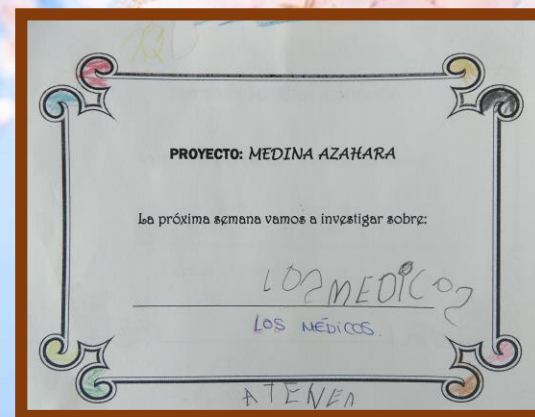 PROYECTO: MEDINA AZAHARA
La próxima semana vamos a investigar sobre:
LOS MEDICOS
LOS MÉDICOS.
ATENEA